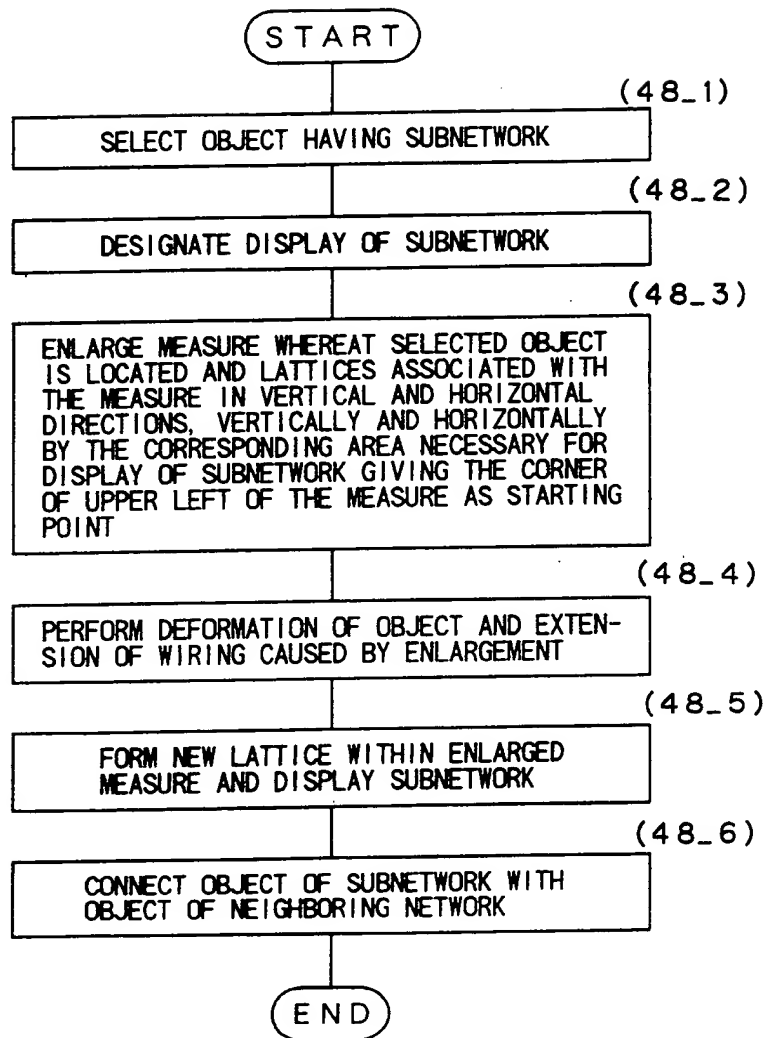 START
(48_1)
SELECT OBJECT HAVING SUBNETWORK
(48_2)
DESIGNATE DISPLAY OF SUBNETWORK
(48_3)
ENLARGE MEASURE WHEREAT SELECTED OBJECT
IS LOCATED AND LATTICES ASSOCIATED WITH
THE MEASURE IN VERTICAL AND HORIZONTAL
DIRECTIONS, VERTICALLY AND HORIZONTALLY
BY THE CORRESPONDING AREA NECESSARY FOR
DISPLAY OF SUBNETWORK GIVING THE CORNER
OF UPPER LEFT OF THE MEASURE AS STARTING
POINT
(48_4)
PERFORM DEFORMATION OF OBJECT AND EXTEN-
SION OF WIRING CAUSED BY ENLARGEMENT
(48_5)
FORM NEW LATTICE WITHIN ENLARGED
MEASURE AND DISPLAY SUBNETWORK
(48_6)
CONNECT OBJECT OF SUBNETWORK WITH
OBJECT OF NEIGHBORING NETWORK
END